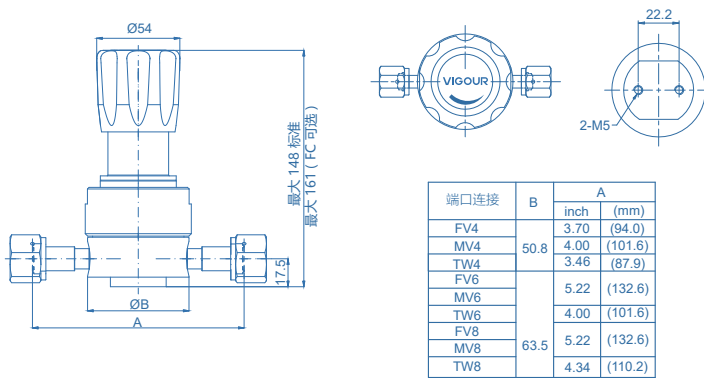 Ø54
最大 148 标准
最大 161 ( FC 可选 )
17.5
ØB
A
VIGOUR
22.2
2-M5
端口连接 B A
inch (mm)
FV4 50.8 3.70 (94.0)
MV4 4.00 (101.6)
TW4 3.46 (87.9)
FV6 63.5 5.22 (132.6)
MV6
TW6 4.00 (101.6)
FV8 5.22 (132.6)
MV8
TW8 4.34 (110.2)